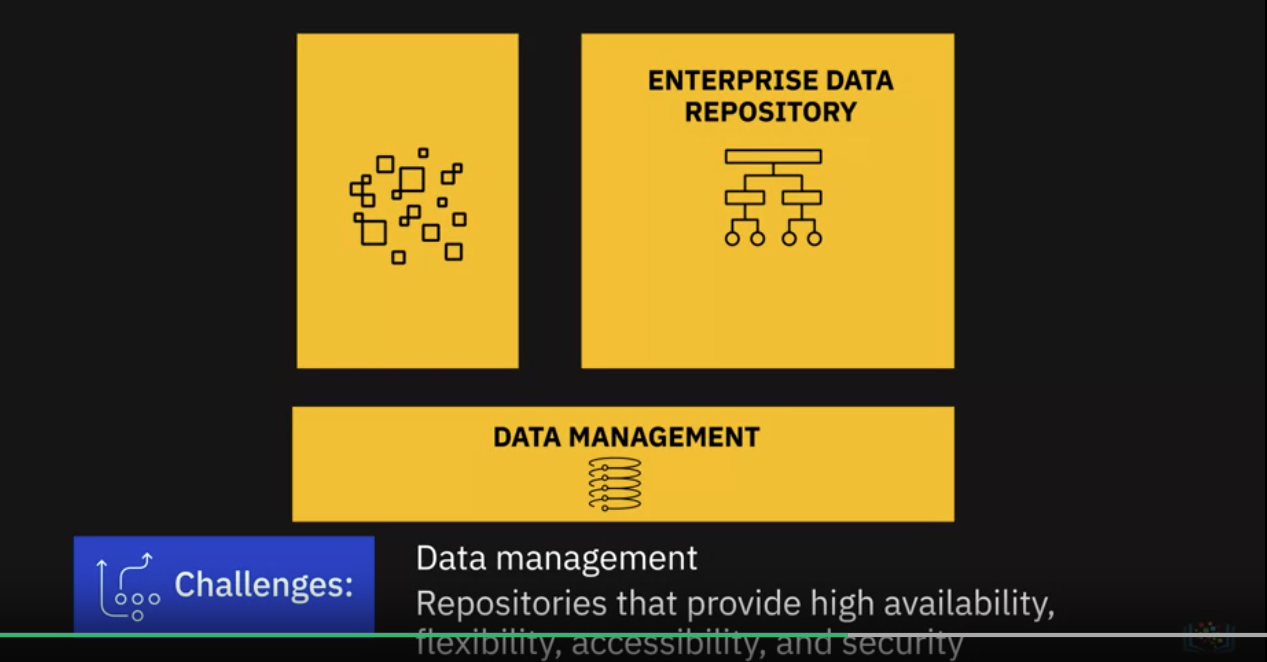 ENTERPRISE DATA
REPOSITORY
DATA MANAGEMENT
Challenges:
Data management
Repositories that provide high availability,
flexibility, accessibility, and security